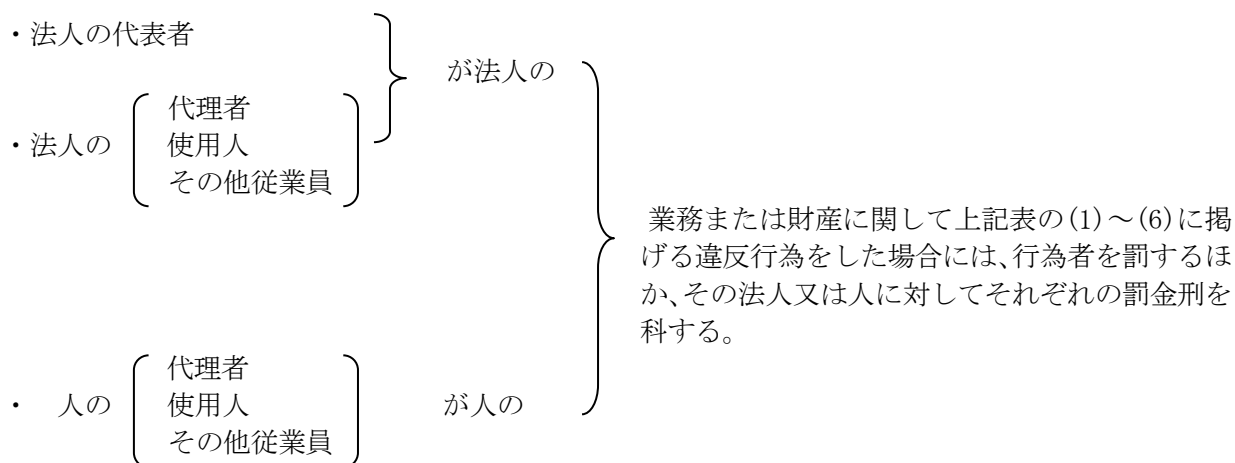 ・法人の代表者
が法人の
・法人の
代理者
使用人
その他従業員
業務または財産に関して上記表の(1)～(6)に掲
げる違反行為をした場合には、行為者を罰するほ
か、その法人又は人に対してそれぞれの罰金刑を
科する。
・　人の
代理者
使用人
その他従業員
が人の